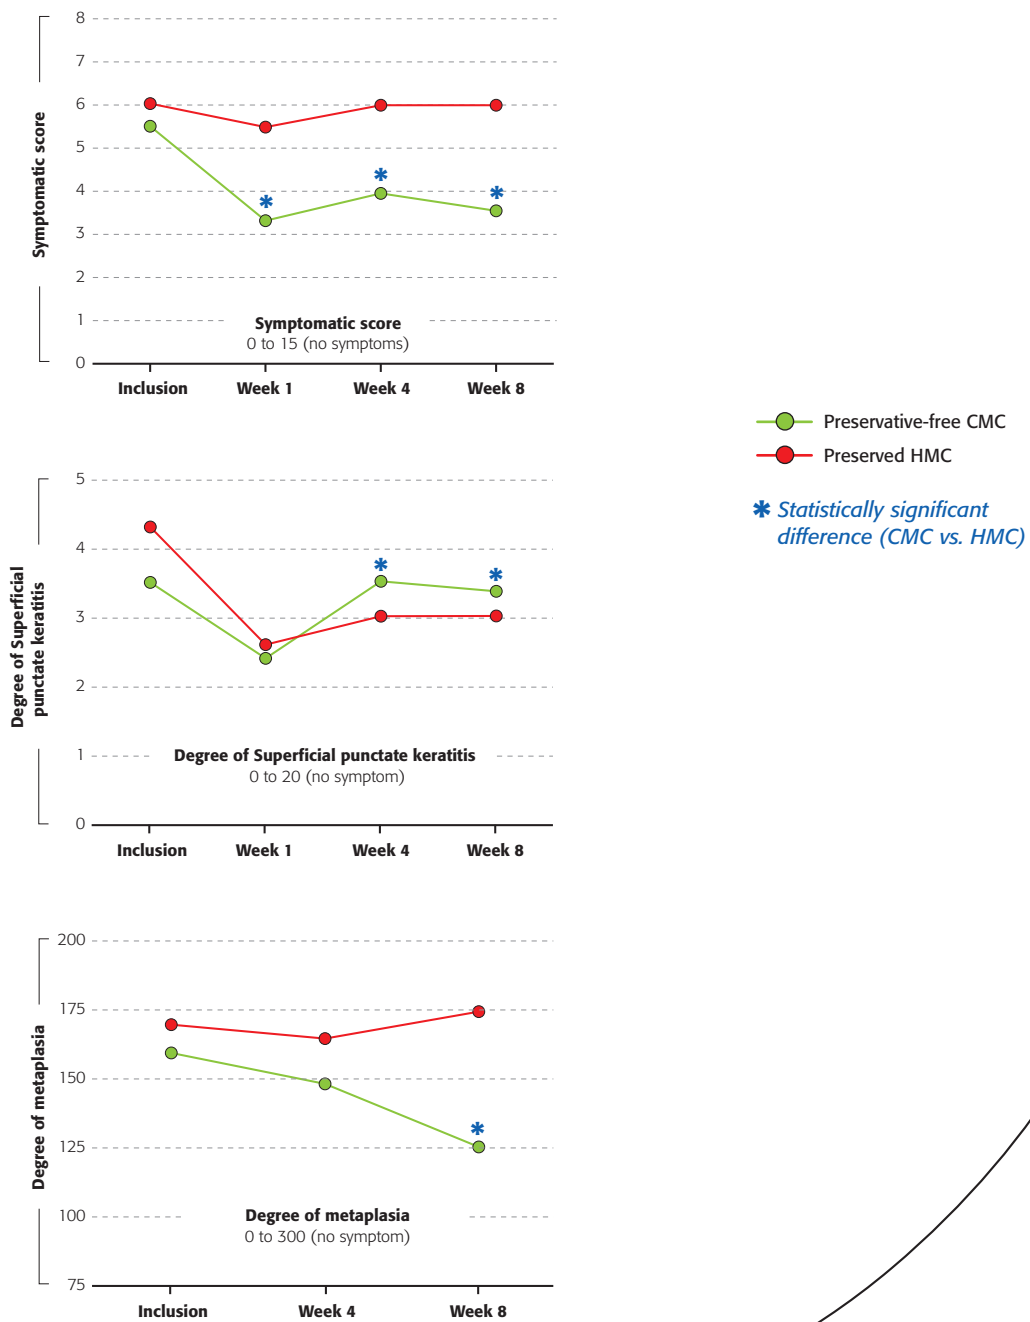 8
7
6
5
4
3
2
1
0
Symptomatic score
Symptomatic score
0 to 15 (no symptoms)
Inclusion Week 1 Week 4 Week 8
Preservative-free CMC
Preserved HMC
* Statistically significant
difference (CMC vs. HMC)
5
4
3
2
1
0
Degree of Superficial
punctate keratitis
Degree of Superficial punctate keratitis
0 to 20 (no symptom)
Inclusion Week 1 Week 4 Week 8
200
175
150
125
100
75
Degree of metaplasia
Degree of metaplasia
0 to 300 (no symptom)
Inclusion Week 4 Week 8